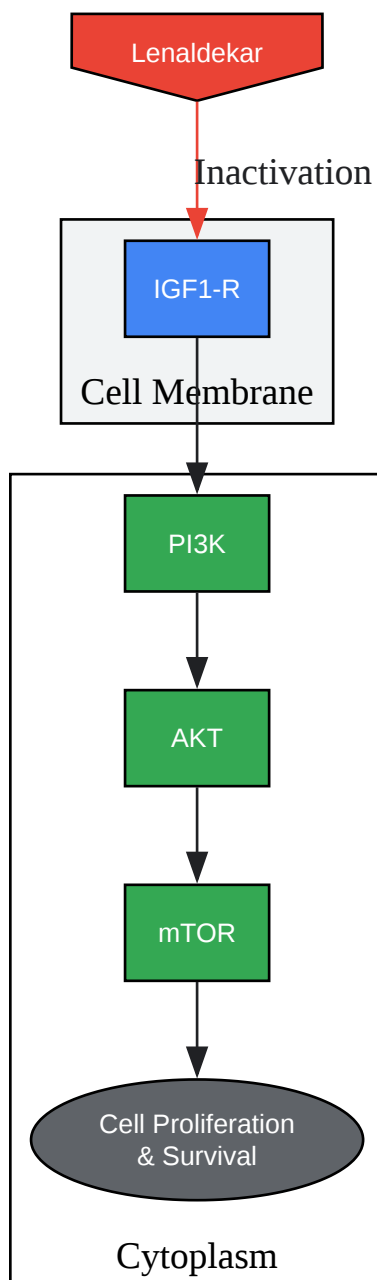 Lenaldekar
Inactivation
IGF1-R
Cell Membrane
PI3K
AKT
mTOR
Cell Proliferation
& Survival
Cytoplasm